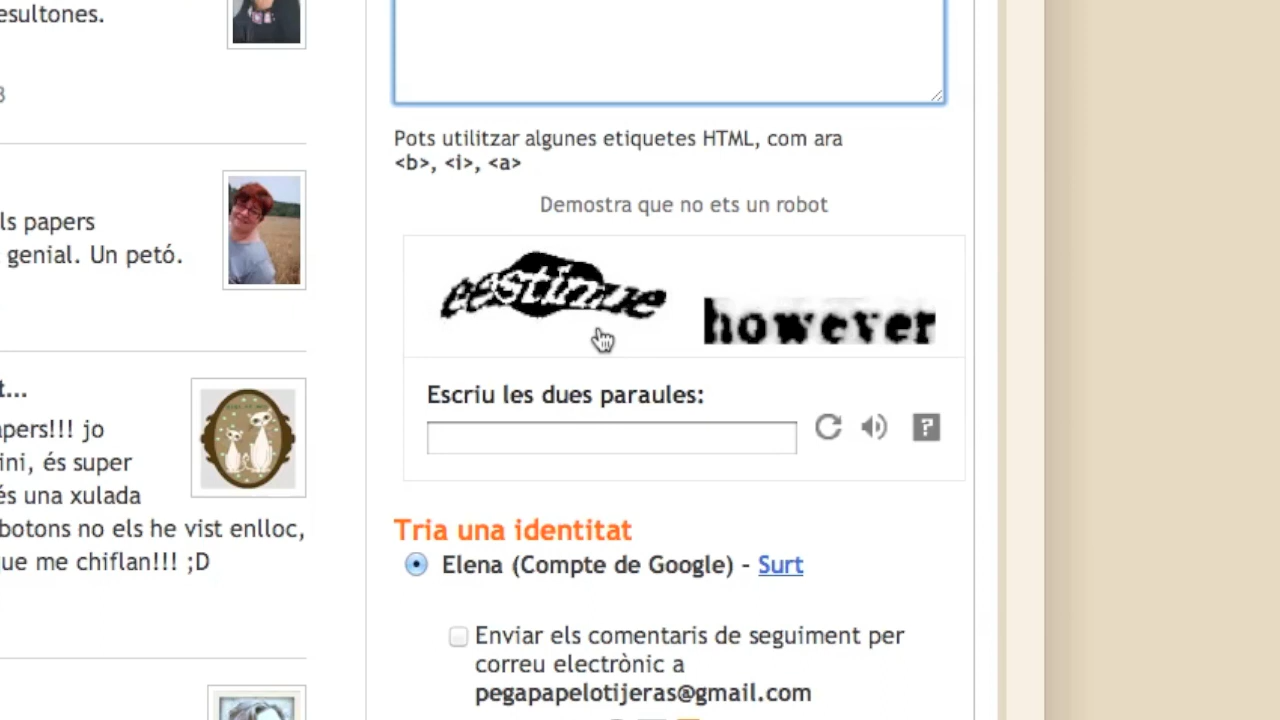 esultones.
ls papers
genial. Un petó.
t...
apers!!! jo
ini, és super
és una xulada
botons no els he vist enlloc,
ue me chiflan!!! ;D
Pots utilitzar algunes etiquetes HTML, com ara
<b>, <i>, <a>
Demostra que no ets un robot
however
Escriu les dues paraules:
?
Tria una identitat
Elena (Compte de Google) - Surt
Enviar els comentaris de seguiment per
correu electrònic a
pegapapelotijeras@gmail.com